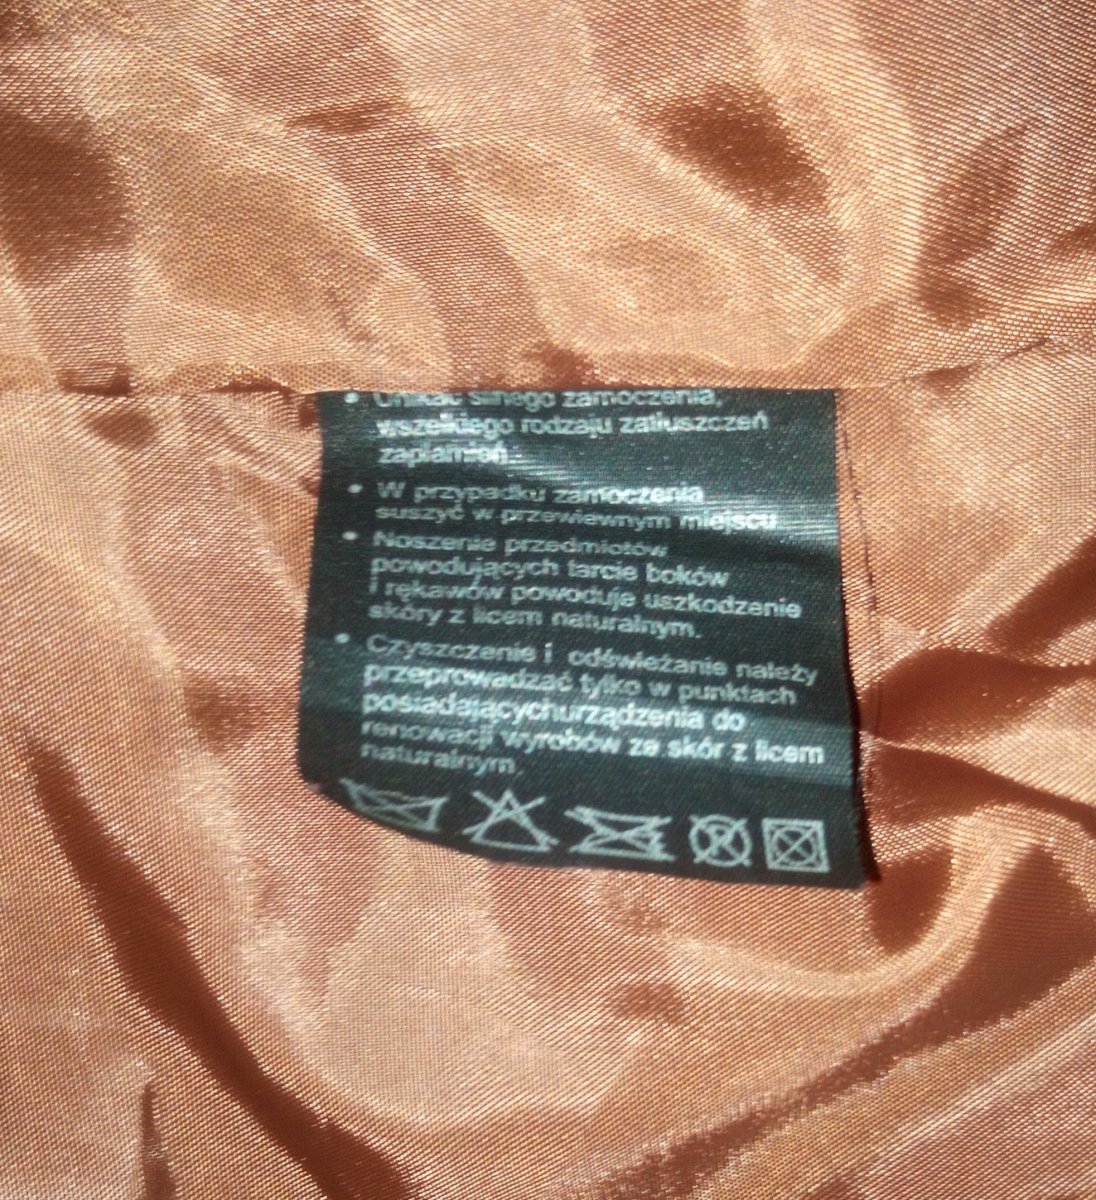 • Unikać silnego zamoczenia,
wszelkiego rodzaju zatłuszczeń
zaplamień.
• W przypadku zamoczenia
suszyć w przewiewnym miejscu
• Noszenie przedmiotów
powodujących tarcie boków
i rękawów powoduje uszkodzenie
skóry z licem naturalnym.
• Czyszczenie i odświeżanie należy
przeprowadzać tylko w punktach
posiadającychurządzenia do
renowacji wyrobów ze skór z licem
naturalnym.